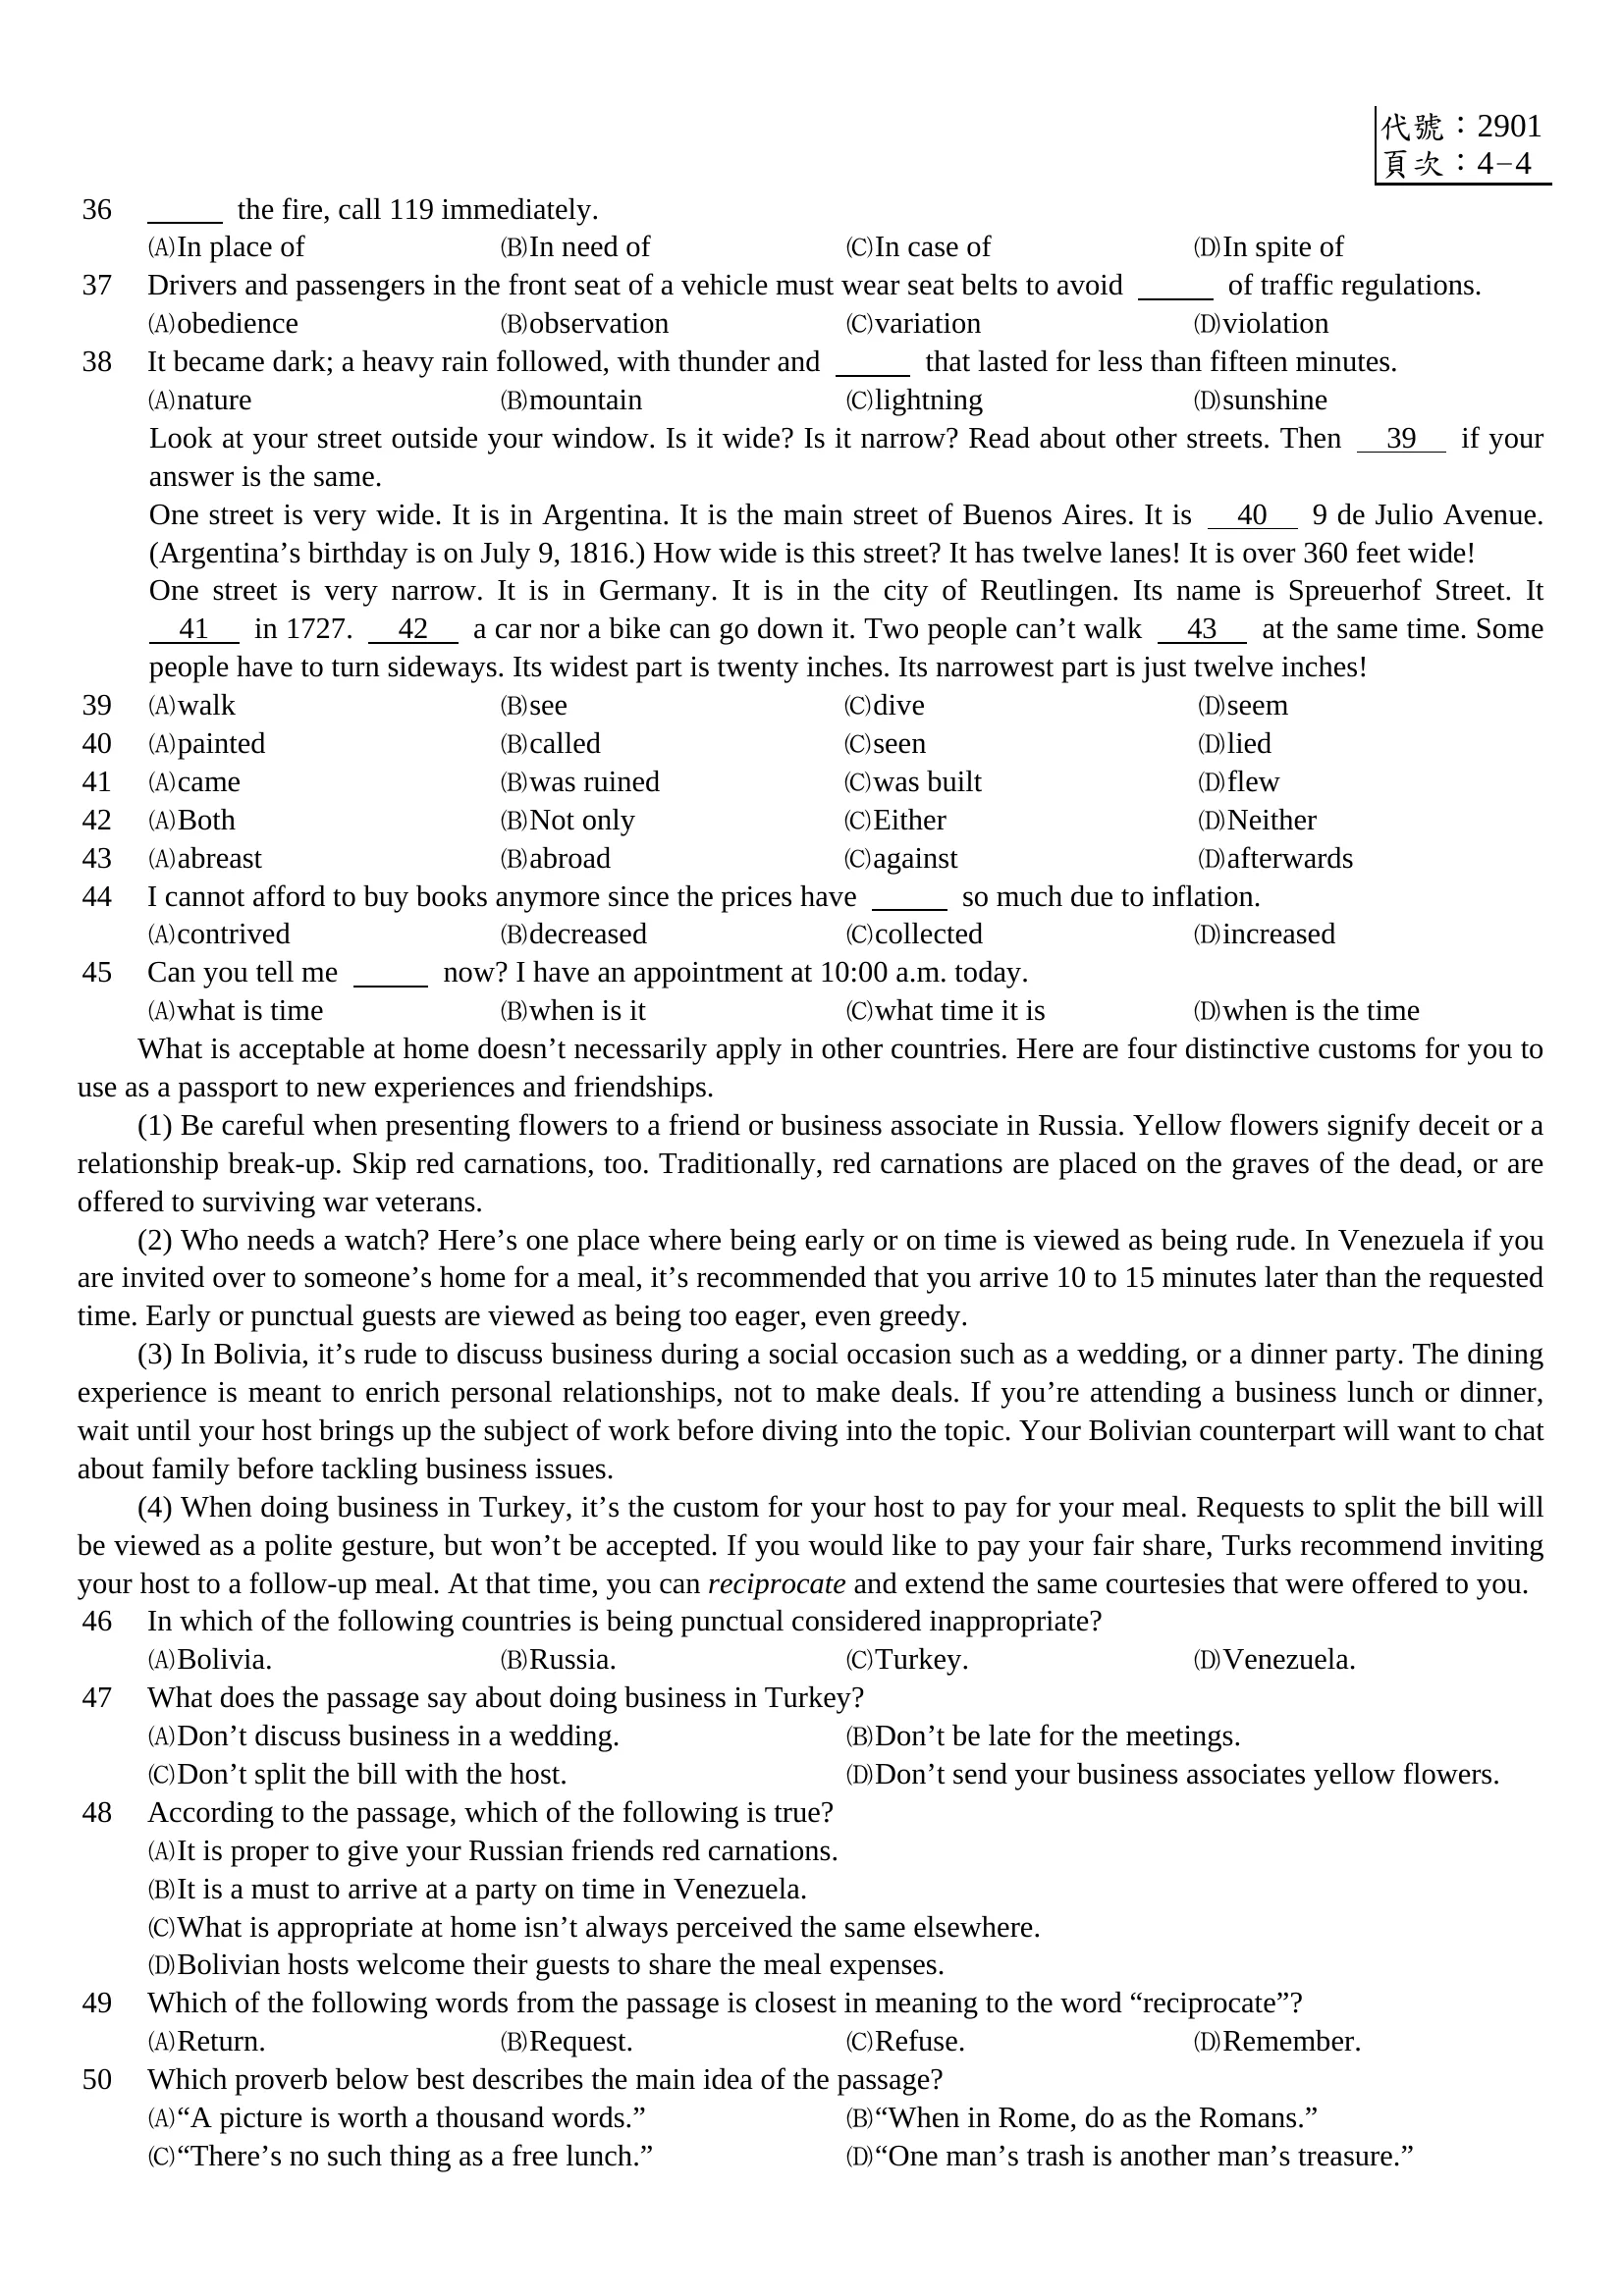 代號：2901
頁次：4－4
36 _____ the fire, call 119 immediately.
(A)In place of (B)In need of (C)In case of (D)In spite of
37 Drivers and passengers in the front seat of a vehicle must wear seat belts to avoid _____ of traffic regulations.
(A)obedience (B)observation (C)variation (D)violation
38 It became dark; a heavy rain followed, with thunder and _____ that lasted for less than fifteen minutes.
(A)nature (B)mountain (C)lightning (D)sunshine
Look at your street outside your window. Is it wide? Is it narrow? Read about other streets. Then 39 if your
answer is the same.
One street is very wide. It is in Argentina. It is the main street of Buenos Aires. It is 40 9 de Julio Avenue.
(Argentina’s birthday is on July 9, 1816.) How wide is this street? It has twelve lanes! It is over 360 feet wide!
One street is very narrow. It is in Germany. It is in the city of Reutlingen. Its name is Spreuerhof Street. It
41 in 1727. 42 a car nor a bike can go down it. Two people can’t walk 43 at the same time. Some
people have to turn sideways. Its widest part is twenty inches. Its narrowest part is just twelve inches!
39 (A)walk (B)see (C)dive (D)seem
40 (A)painted (B)called (C)seen (D)lied
41 (A)came (B)was ruined (C)was built (D)flew
42 (A)Both (B)Not only (C)Either (D)Neither
43 (A)abreast (B)abroad (C)against (D)afterwards
44 I cannot afford to buy books anymore since the prices have _____ so much due to inflation.
(A)contrived (B)decreased (C)collected (D)increased
45 Can you tell me _____ now? I have an appointment at 10:00 a.m. today.
(A)what is time (B)when is it (C)what time it is (D)when is the time
What is acceptable at home doesn’t necessarily apply in other countries. Here are four distinctive customs for you to
use as a passport to new experiences and friendships.
(1) Be careful when presenting flowers to a friend or business associate in Russia. Yellow flowers signify deceit or a
relationship break-up. Skip red carnations, too. Traditionally, red carnations are placed on the graves of the dead, or are
offered to surviving war veterans.
(2) Who needs a watch? Here’s one place where being early or on time is viewed as being rude. In Venezuela if you
are invited over to someone’s home for a meal, it’s recommended that you arrive 10 to 15 minutes later than the requested
time. Early or punctual guests are viewed as being too eager, even greedy.
(3) In Bolivia, it’s rude to discuss business during a social occasion such as a wedding, or a dinner party. The dining
experience is meant to enrich personal relationships, not to make deals. If you’re attending a business lunch or dinner,
wait until your host brings up the subject of work before diving into the topic. Your Bolivian counterpart will want to chat
about family before tackling business issues.
(4) When doing business in Turkey, it’s the custom for your host to pay for your meal. Requests to split the bill will
be viewed as a polite gesture, but won’t be accepted. If you would like to pay your fair share, Turks recommend inviting
your host to a follow-up meal. At that time, you can reciprocate and extend the same courtesies that were offered to you.
46 In which of the following countries is being punctual considered inappropriate?
(A)Bolivia. (B)Russia. (C)Turkey. (D)Venezuela.
47 What does the passage say about doing business in Turkey?
(A)Don’t discuss business in a wedding. (B)Don’t be late for the meetings.
(C)Don’t split the bill with the host. (D)Don’t send your business associates yellow flowers.
48 According to the passage, which of the following is true?
(A)It is proper to give your Russian friends red carnations.
(B)It is a must to arrive at a party on time in Venezuela.
(C)What is appropriate at home isn’t always perceived the same elsewhere.
(D)Bolivian hosts welcome their guests to share the meal expenses.
49 Which of the following words from the passage is closest in meaning to the word “reciprocate”?
(A)Return. (B)Request. (C)Refuse. (D)Remember.
50 Which proverb below best describes the main idea of the passage?
(A)“A picture is worth a thousand words.” (B)“When in Rome, do as the Romans.”
(C)“There’s no such thing as a free lunch.” (D)“One man’s trash is another man’s treasure.”